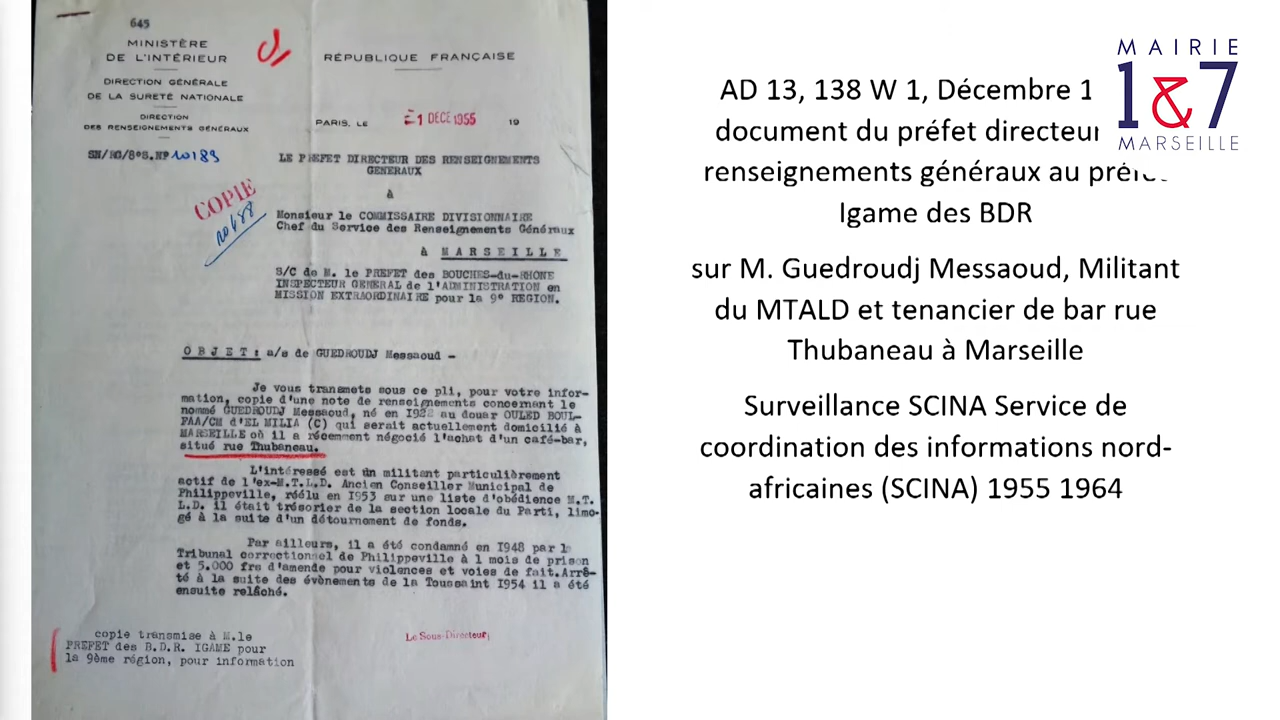 645
MINISTÈRE
DE L'INTÉRIEUR
DIRECTION GÉNÉRALE
DE LA SURETÉ NATIONALE
DIRECTION
DES RENSEIGNEMENTS GÉNÉRAUX
SN/RG/8°S.N° 10183
RÉPUBLIQUE FRANÇAISE
PARIS, LE
1 DÉCE 1955
19
COPIE
10488
LE PREFET DIRECTEUR DES RENSEIGNEMENTS
GENERAUX
à
Monsieur le COMMISSAIRE DIVISIONNAIRE
Chef du Service des Renseignements Généraux
à MARSEILLE
S/C de M. le PREFET des BOUCHES-du-RHONE
INSPECTEUR GENERAL de l'ADMINISTRATION en
MISSION EXTRAORDINAIRE pour la 9° REGION.
OBJET: a/s de GUEDROUDJ Messaoud -
Je vous transmets sous ce pli, pour votre infor-
mation, copie d'une note de renseignements concernant le
nommé GUEDROUDJ Messaoud, né en 1922 au douar OULED BOUL-
FAA/CM d'EL MILIA (C) qui serait actuellement domicilié à
MARSEILLE où il a récemment négocié l'achat d'un café-bar,
situé rue Thubaneau.
L'intéressé est un militant particulièrement
actif de l'ex-M.T.L.D. Ancien Conseiller Municipal de
Philippeville, réélu en I953 sur une liste d'obédience M.T.
L.D. il était trésorier de la section locale du Parti, limo-
gé à la suite d'un détournement de fonds.
Par ailleurs, il a été condamné en I948 par le
Tribunal correctionnel de Philippeville à 1 mois de prison
et 5.000 frs d'amende pour violences et voies de fait.Arrê-
té à la suite des évènements de la Toussaint I954 il a été
ensuite relâché.
copie transmise à M.le
PREFET des B.D.R. IGAME pour
la 9ème région, pour information
Le Sous-Directeur,
AD 13, 138 W 1, Décembre 1
document du préfet directeur
renseignements généraux au préfet
Igame des BDR
sur M. Guedroudj Messaoud, Militant
du MTALD et tenancier de bar rue
Thubaneau à Marseille
Surveillance SCINA Service de
coordination des informations nord-
africaines (SCINA) 1955 1964
MAIRIE
1&7
MARSEILLE